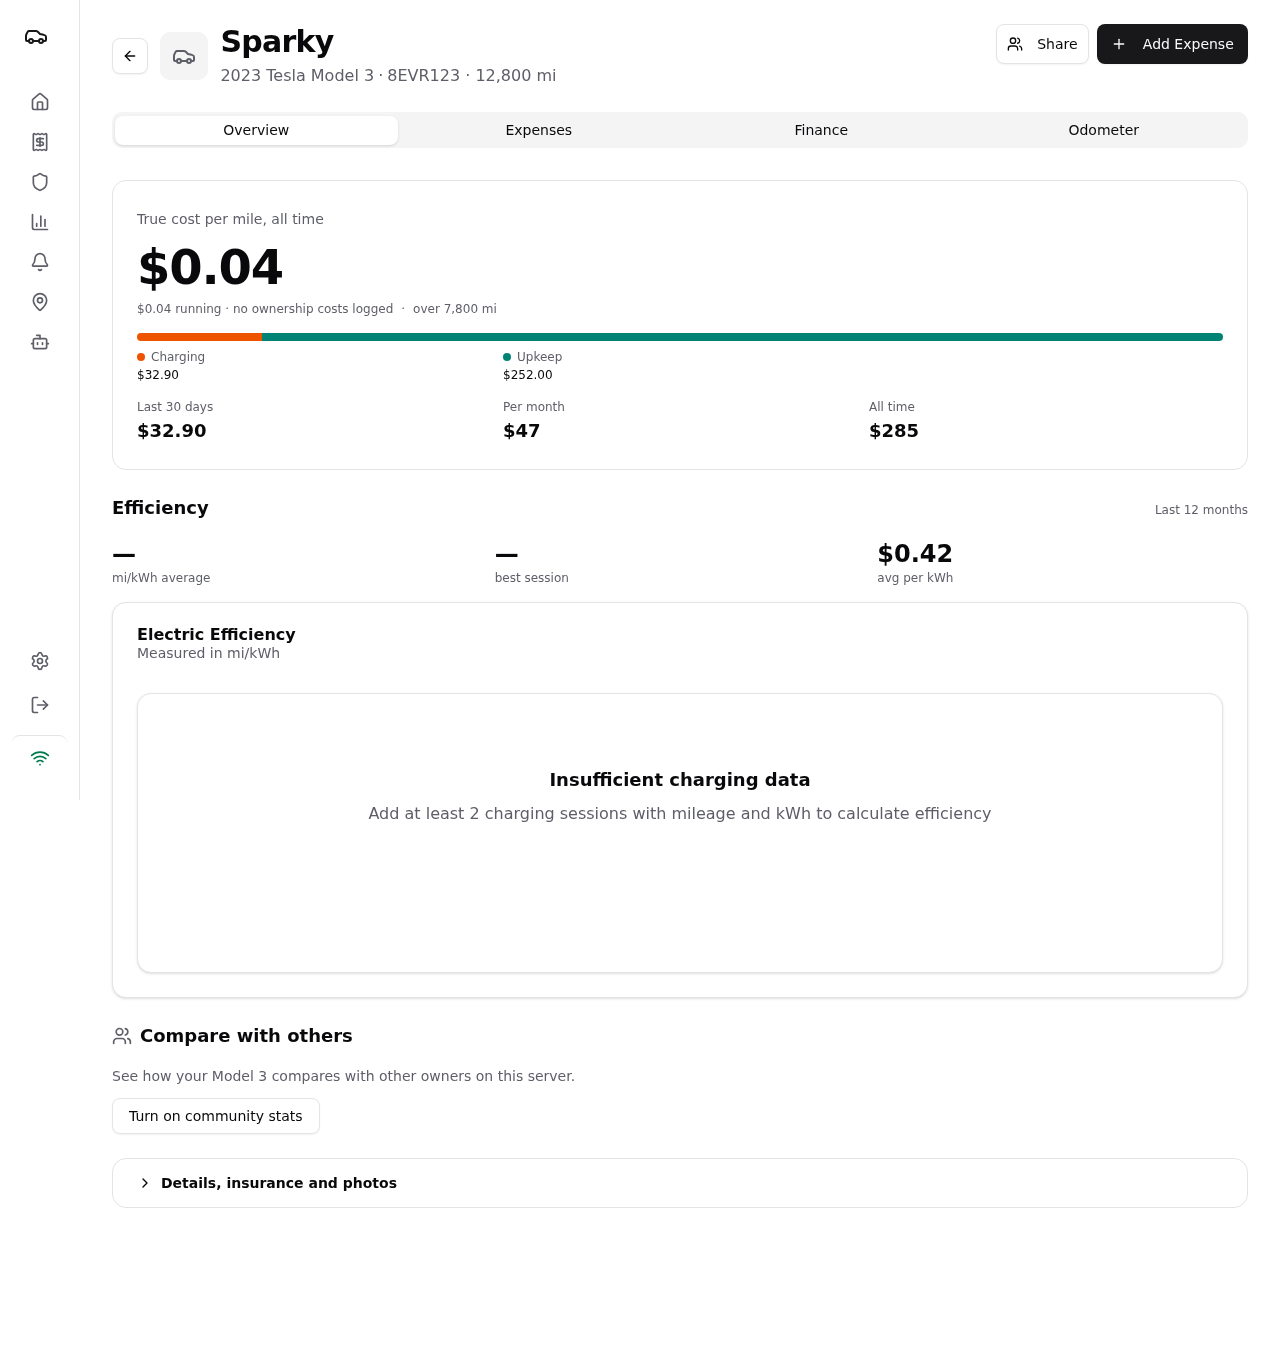 Sparky
2023 Tesla Model 3 · 8EVR123 · 12,800 mi
Share
Add Expense
Overview
Expenses
Finance
Odometer
True cost per mile, all time
$0.04
$0.04 running · no ownership costs logged · over 7,800 mi
Charging
$32.90
Upkeep
$252.00
Last 30 days
$32.90
Per month
$47
All time
$285
Efficiency
Last 12 months
—
mi/kWh average
—
best session
$0.42
avg per kWh
Electric Efficiency
Measured in mi/kWh
Insufficient charging data
Add at least 2 charging sessions with mileage and kWh to calculate efficiency
Compare with others
See how your Model 3 compares with other owners on this server.
Turn on community stats
Details, insurance and photos